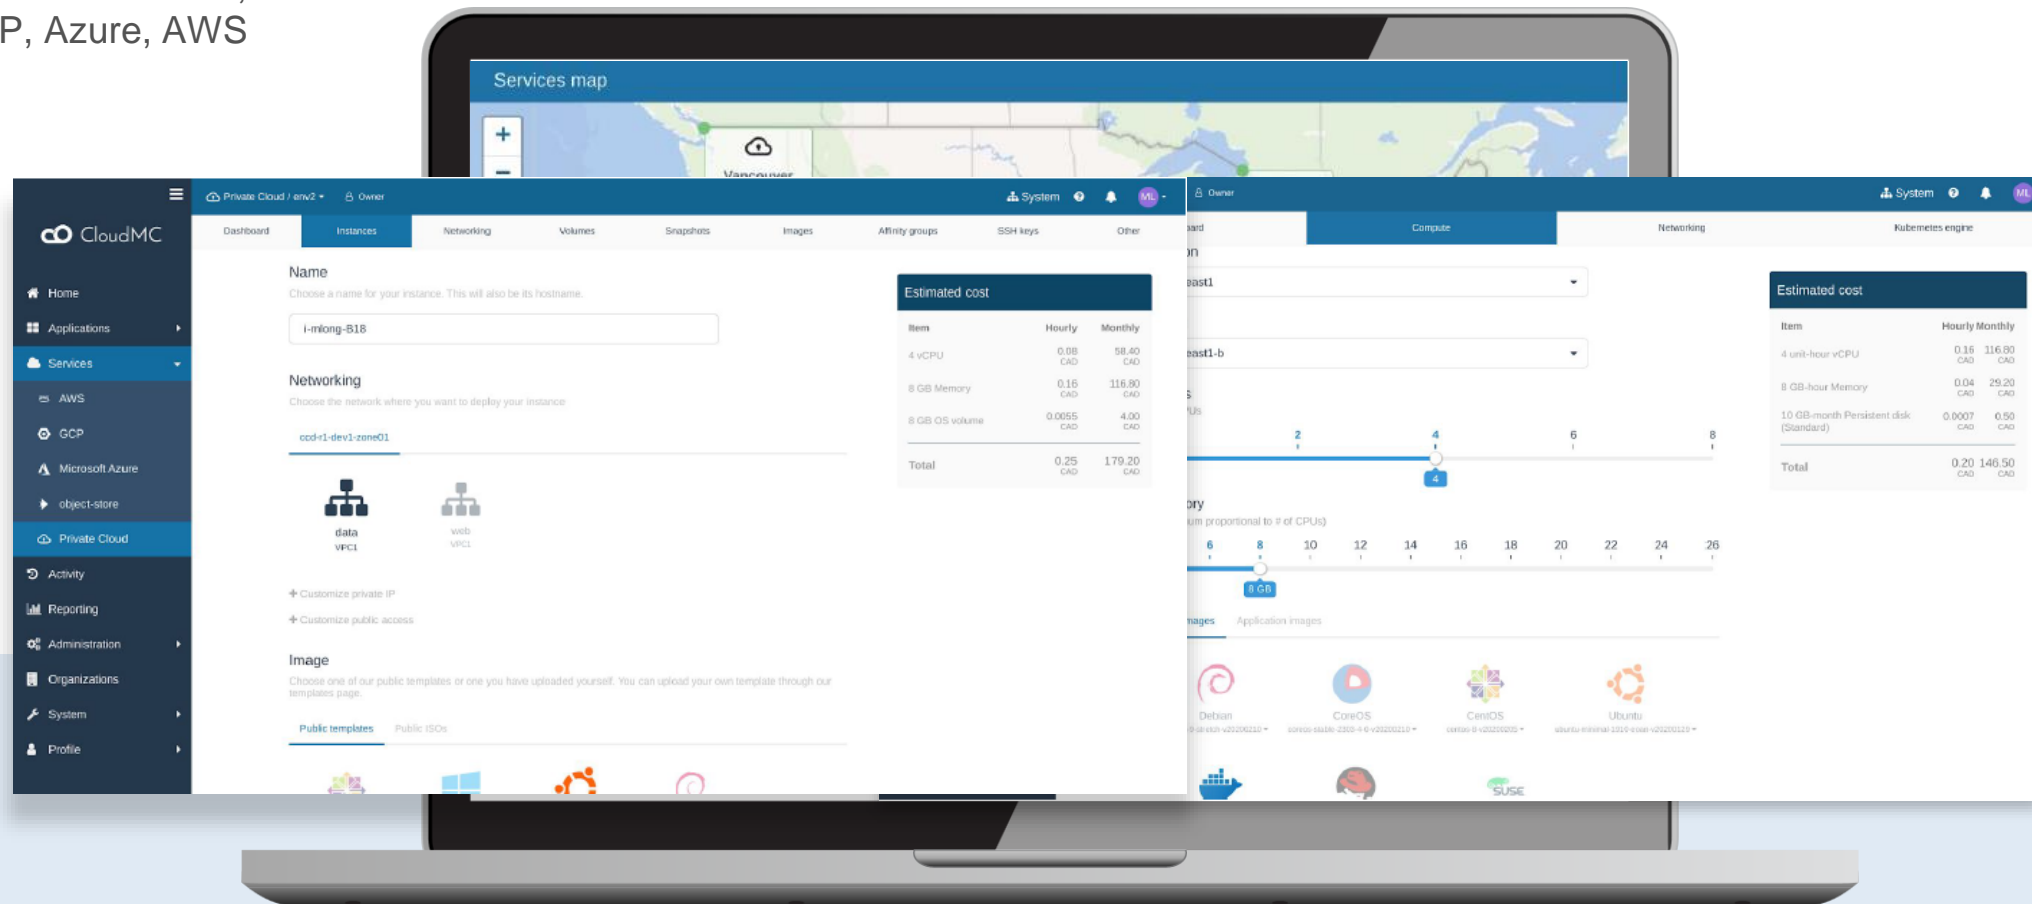 P, Azure, AWS
Services map
+
−
Vancouver
CloudMC
Home
Applications
Services
AWS
GCP
Microsoft Azure
object-store
Private Cloud
Activity
Reporting
Administration
Organizations
System
Profile
Private Cloud / env2
Owner
System
ML
Dashboard Instances Networking Volumes Snapshots Images Affinity groups SSH keys Other
Name
Choose a name for your instance. This will also be its hostname.
i-mlong-B18
Networking
Choose the network where you want to deploy your instance
ccd-r1-dev1-zone01
data
VPC1
web
VPC1
+ Customize private IP
+ Customize public access
Image
Choose one of our public templates or one you have uploaded yourself. You can upload your own template through our
templates page.
Public templates Public ISOs
Estimated cost
Item Hourly Monthly
4 vCPU 0.08 58.40
CAD CAD
8 GB Memory 0.16 116.80
CAD CAD
8 GB OS volume 0.0055 4.00
CAD CAD
Total 0.25 179.20
CAD CAD
Owner
System
ML
ard Compute Networking Kubernetes engine
on
east1
east1-b
s
PUs
2 4 6 8
4
ory
um proportional to # of CPUs)
6 8 10 12 14 16 18 20 22 24 26
8 GB
mages Application images
Debian
CoreOS
CentOS
Ubuntu
SUSE
Estimated cost
Item Hourly Monthly
4 unit-hour vCPU 0.16 116.80
CAD CAD
8 GB-hour Memory 0.04 29.20
CAD CAD
10 GB-month Persistent disk 0.0007 0.50
(Standard) CAD CAD
Total 0.20 146.50
CAD CAD